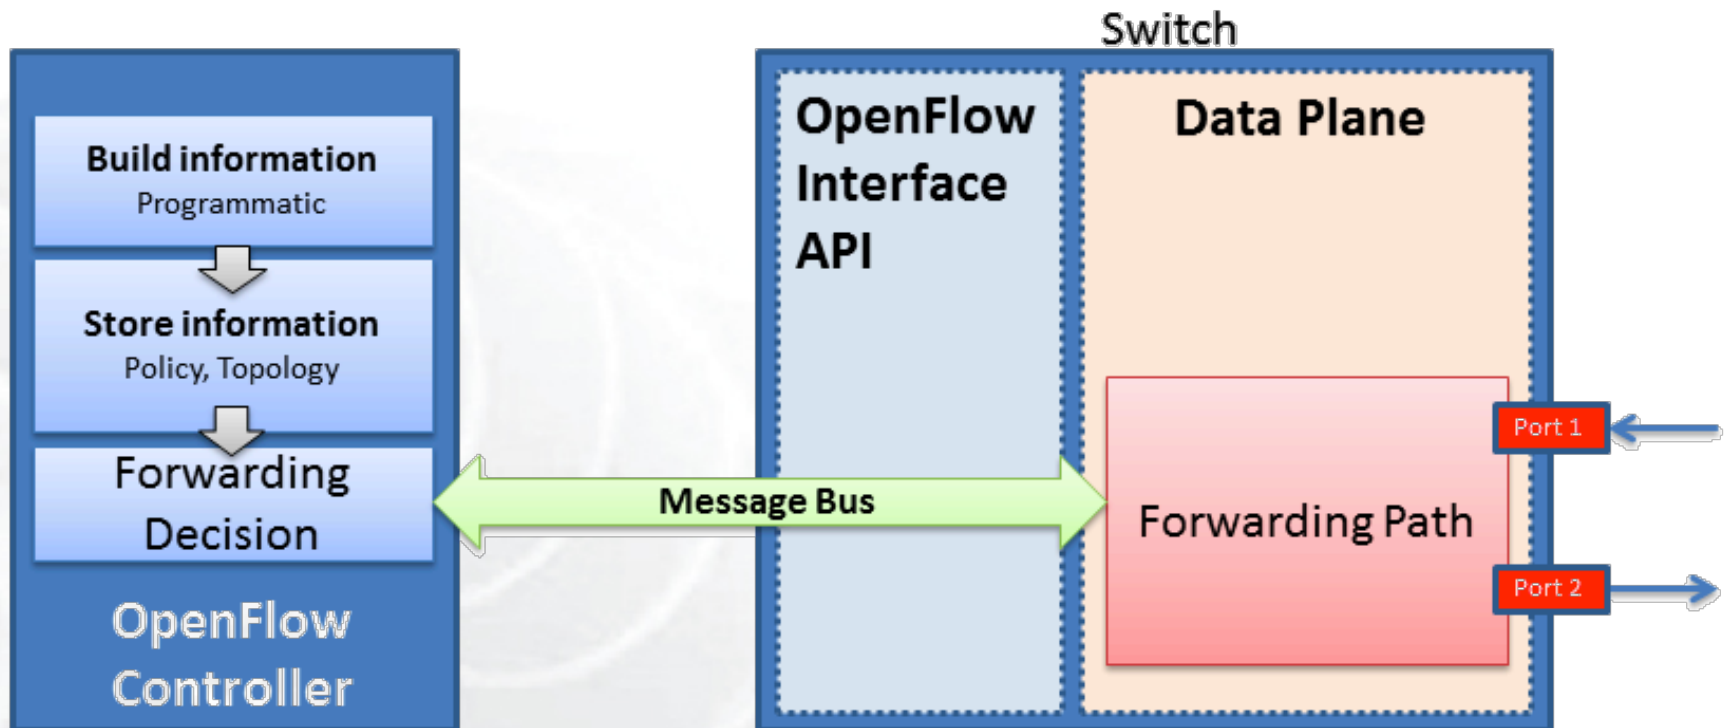 Build information
Programmatic
Store information
Policy, Topology
Forwarding
Decision
OpenFlow
Controller
Message Bus
Switch
OpenFlow
Interface
API
Data Plane
Forwarding Path
Port 1
Port 2